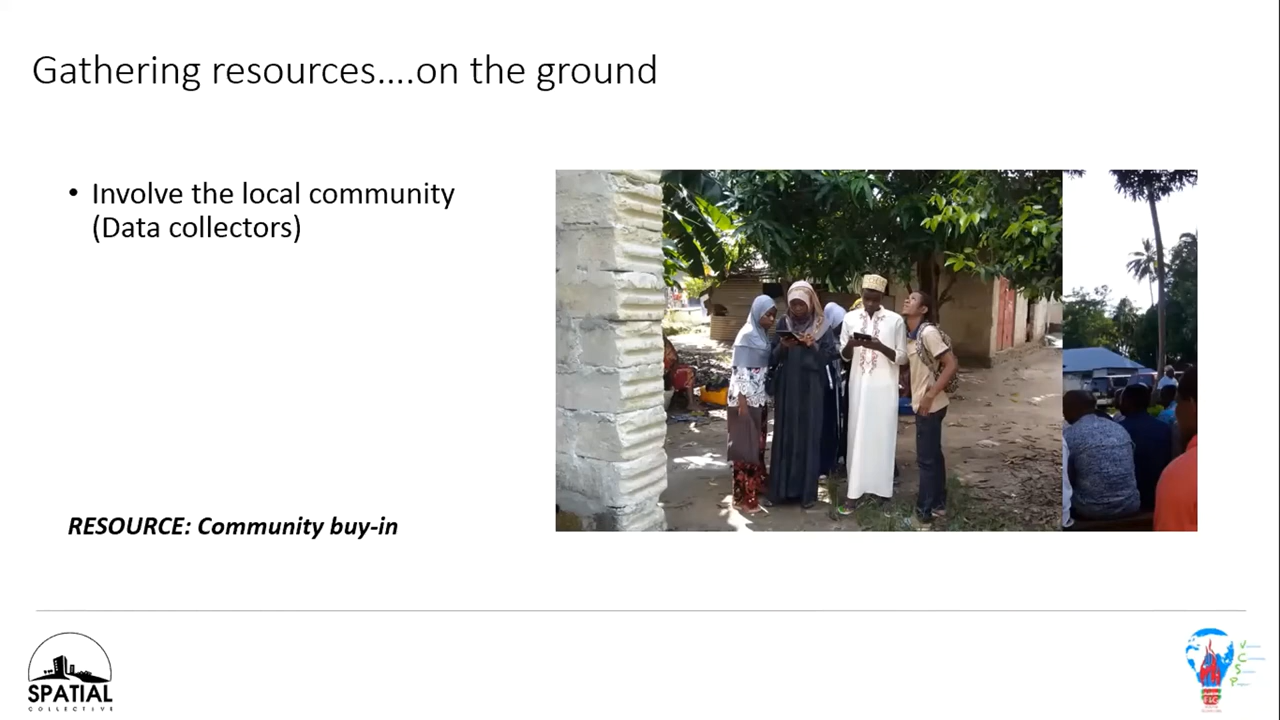 Gathering resources....on the ground
• Involve the local community
(Data collectors)
RESOURCE: Community buy-in
SPATIAL
COLLECTIVE
V
C
S
P